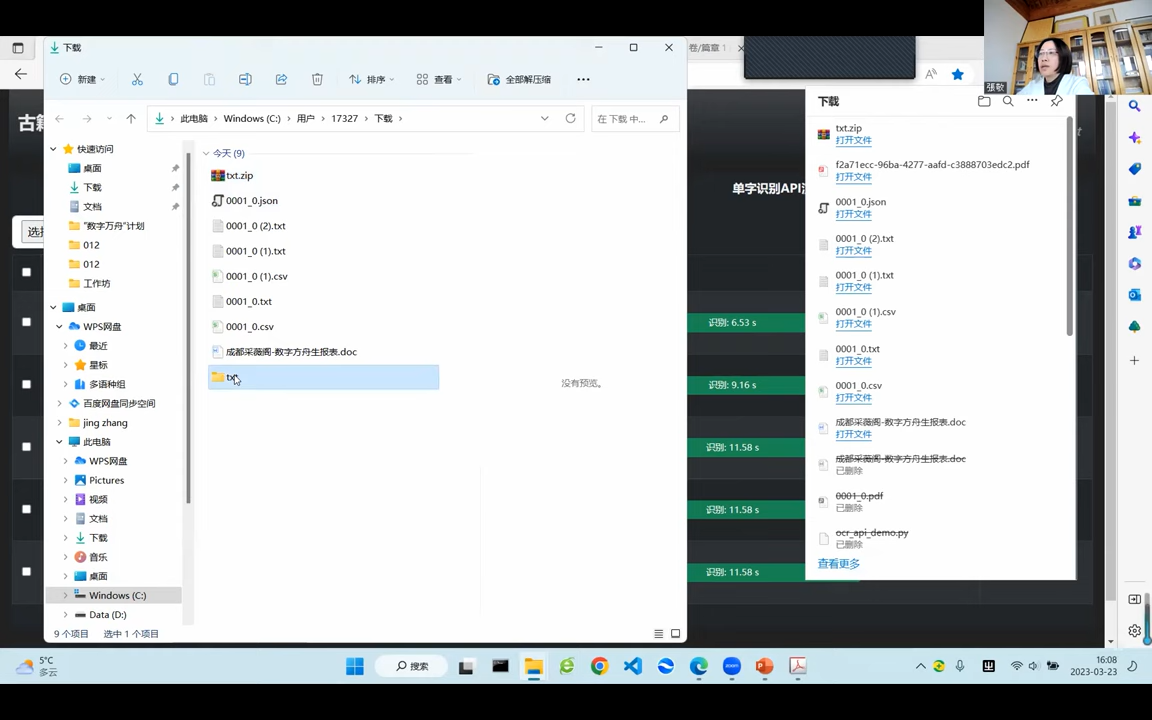 下载
新建
排序
查看
全部解压缩
此电脑 > Windows (C:) > 用户 > 17327 > 下载 >
在 下载 中...
快速访问
桌面
下载
文档
"数字万舟"计划
012
012
工作坊
桌面
WPS网盘
最近
星标
多语种组
百度网盘同步空间
jing zhang
此电脑
WPS网盘
Pictures
视频
文档
下载
音乐
桌面
Windows (C:)
Data (D:)
今天 (9)
txt.zip
0001_0.json
0001_0 (2).txt
0001_0 (1).txt
0001_0 (1).csv
0001_0.txt
0001_0.csv
成都采薇阁-数字方舟生报表.doc
txt
没有预览。
9 个项目
选中 1 个项目
古籍
选择
卷/篇章 1
单字识别API
识别: 6.53 s
识别: 9.16 s
识别: 11.58 s
识别: 11.58 s
识别: 11.58 s
下载
txt.zip
打开文件
f2a71ecc-96ba-4277-aafd-c3888703edc2.pdf
打开文件
0001_0.json
打开文件
0001_0 (2).txt
打开文件
0001_0 (1).txt
打开文件
0001_0 (1).csv
打开文件
0001_0.txt
打开文件
0001_0.csv
打开文件
成都采薇阁-数字方舟生报表.doc
打开文件
成都采薇阁-数字方舟生报表.doc
已删除
0001_0.pdf
已删除
ocr_api_demo.py
已删除
查看更多
張敬
5°C
多云
搜索
16:08
2023-03-23